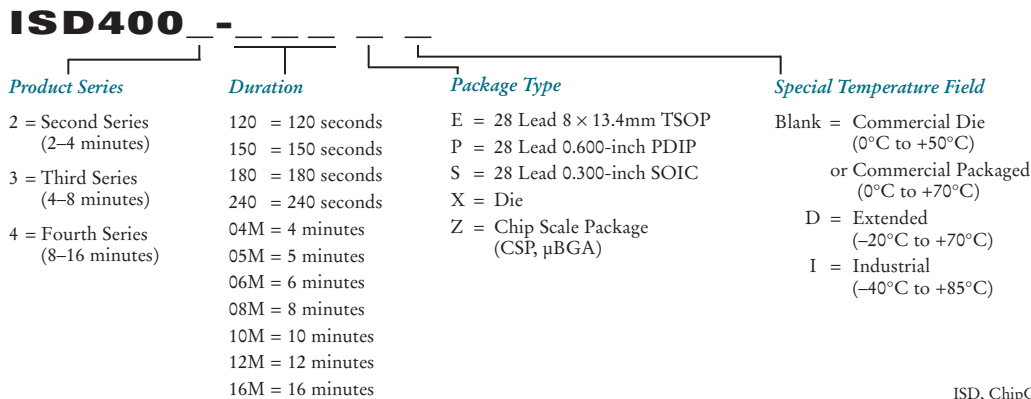 ISD400_ - _ _ _ _ _
Product Series
2 = Second Series
(2–4 minutes)
3 = Third Series
(4–8 minutes)
4 = Fourth Series
(8–16 minutes)
Duration
120 = 120 seconds
150 = 150 seconds
180 = 180 seconds
240 = 240 seconds
04M = 4 minutes
05M = 5 minutes
06M = 6 minutes
08M = 8 minutes
10M = 10 minutes
12M = 12 minutes
16M = 16 minutes
Package Type
E = 28 Lead 8 × 13.4mm TSOP
P = 28 Lead 0.600-inch PDIP
S = 28 Lead 0.300-inch SOIC
X = Die
Z = Chip Scale Package
(CSP, µBGA)
Special Temperature Field
Blank = Commercial Die
(0°C to +50°C)
or Commercial Packaged
(0°C to +70°C)
D = Extended
(–20°C to +70°C)
I = Industrial
(–40°C to +85°C)
ISD, ChipC